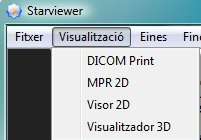 Starviewer
Fitxer Visualització Eines
DICOM Print
MPR 2D
Visor 2D
Visualitzador 3D